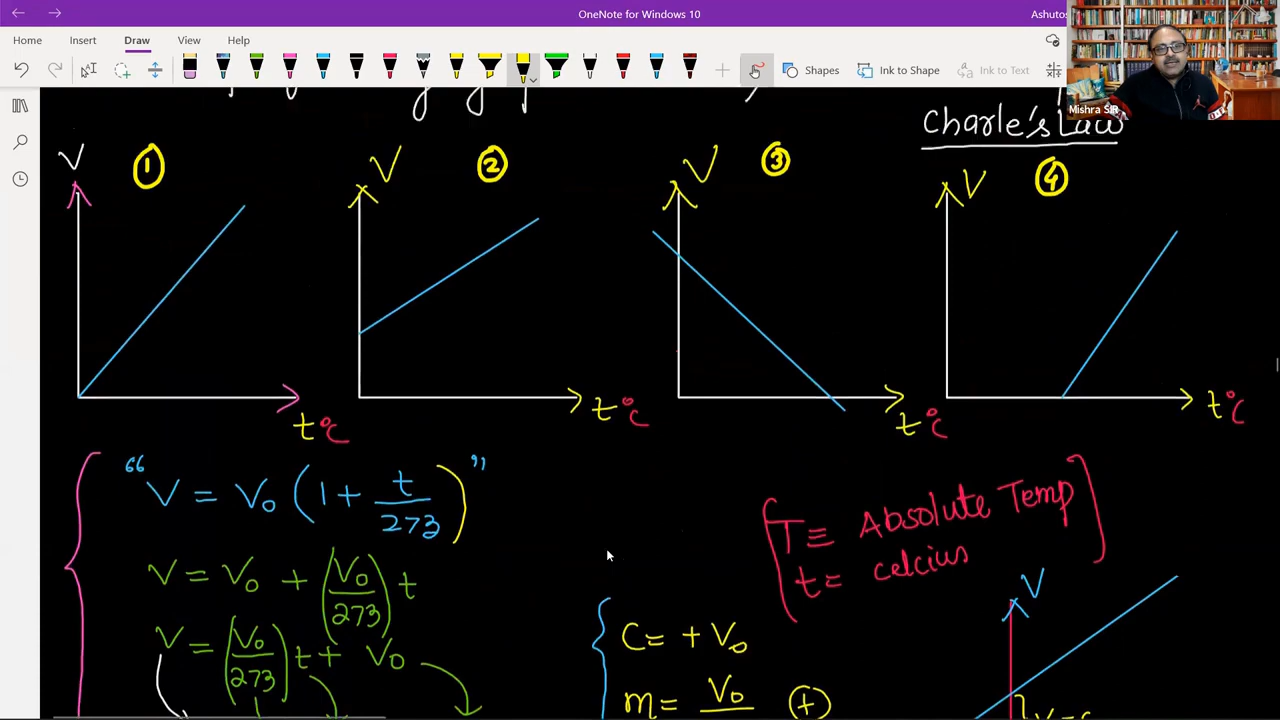 OneNote for Windows 10
Ashutos
Home Insert Draw View Help
Shapes
Ink to Shape
Ink to Text
Mishra SIR
Charle's Law
V ① V ② V ③ V ④
t°C t°C t°C t°C
"V = V₀ (1 + t/273)"
T ≡ Absolute Temp
t = celcius
V = V₀ + (V₀/273) t
V = (V₀/273) t + V₀
V
C = + V₀
m = V₀ (+)